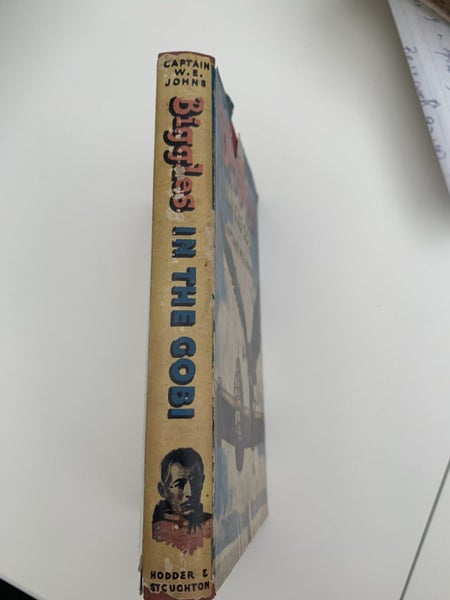 CAPTAIN
W. E.
JOHNS
Biggles IN THE GOBI
HODDER &
STOUGHTON